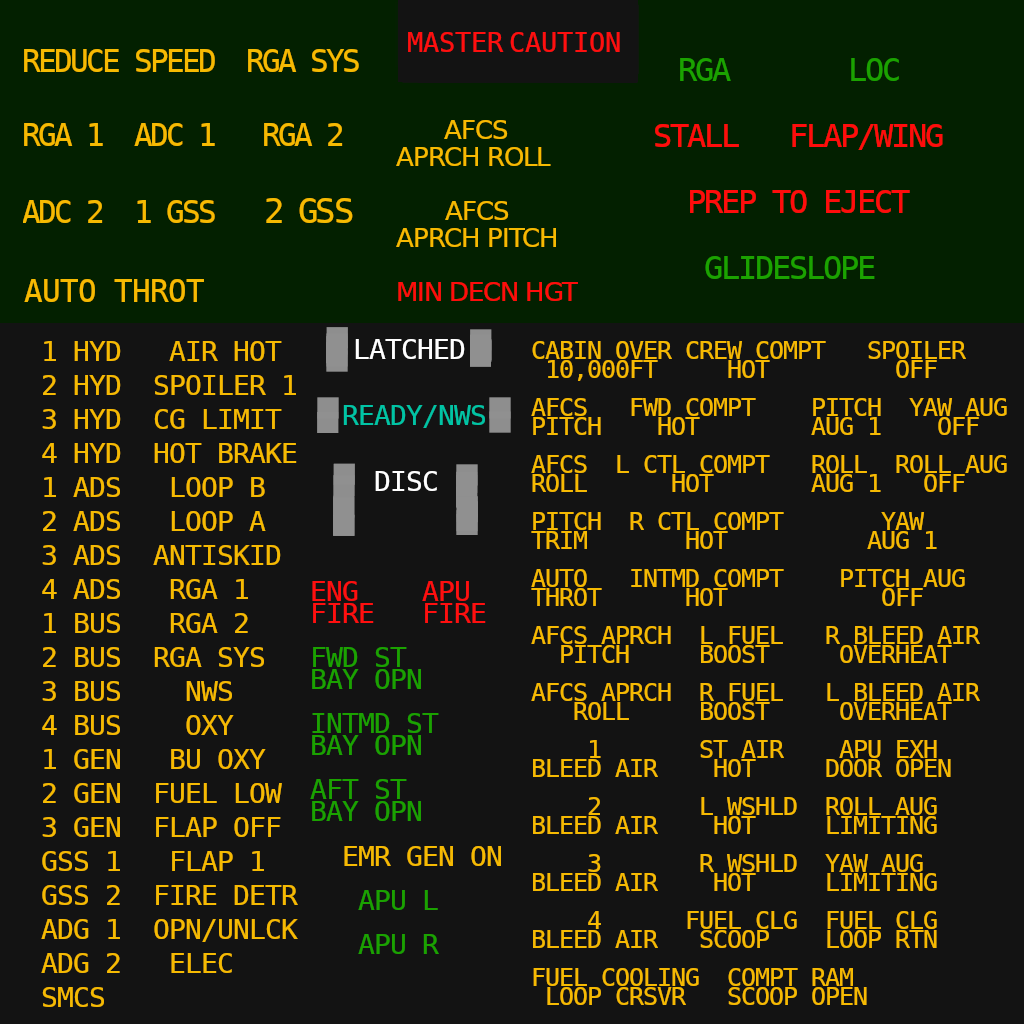 MASTER CAUTION
REDUCE SPEED RGA SYS
RGA 1 ADC 1 RGA 2
ADC 2 1 GSS 2 GSS
AUTO THROT
AFCS
APRCH ROLL
AFCS
APRCH PITCH
MIN DECN HGT
RGA LOC
STALL FLAP/WING
PREP TO EJECT
GLIDESLOPE
1 HYD AIR HOT
2 HYD SPOILER 1
3 HYD CG LIMIT
4 HYD HOT BRAKE
1 ADS LOOP B
2 ADS LOOP A
3 ADS ANTISKID
4 ADS RGA 1
1 BUS RGA 2
2 BUS RGA SYS
3 BUS NWS
4 BUS OXY
1 GEN BU OXY
2 GEN FUEL LOW
3 GEN FLAP OFF
GSS 1 FLAP 1
GSS 2 FIRE DETR
ADG 1 OPN/UNLCK
ADG 2 ELEC
SMCS
LATCHED
READY/NWS
DISC
ENG APU
FIRE FIRE
FWD ST
BAY OPN
INTMD ST
BAY OPN
AFT ST
BAY OPN
EMR GEN ON
APU L
APU R
CABIN OVER CREW COMPT SPOILER
10,000FT HOT OFF
AFCS FWD COMPT PITCH YAW AUG
PITCH HOT AUG 1 OFF
AFCS L CTL COMPT ROLL ROLL AUG
ROLL HOT AUG 1 OFF
PITCH R CTL COMPT YAW
TRIM HOT AUG 1
AUTO INTMD COMPT PITCH AUG
THROT HOT OFF
AFCS APRCH L FUEL R BLEED AIR
PITCH BOOST OVERHEAT
AFCS APRCH R FUEL L BLEED AIR
ROLL BOOST OVERHEAT
1 ST AIR APU EXH
BLEED AIR HOT DOOR OPEN
2 L WSHLD ROLL AUG
BLEED AIR HOT LIMITING
3 R WSHLD YAW AUG
BLEED AIR HOT LIMITING
4 FUEL CLG FUEL CLG
BLEED AIR SCOOP LOOP RTN
FUEL COOLING COMPT RAM
LOOP CRSVR SCOOP OPEN